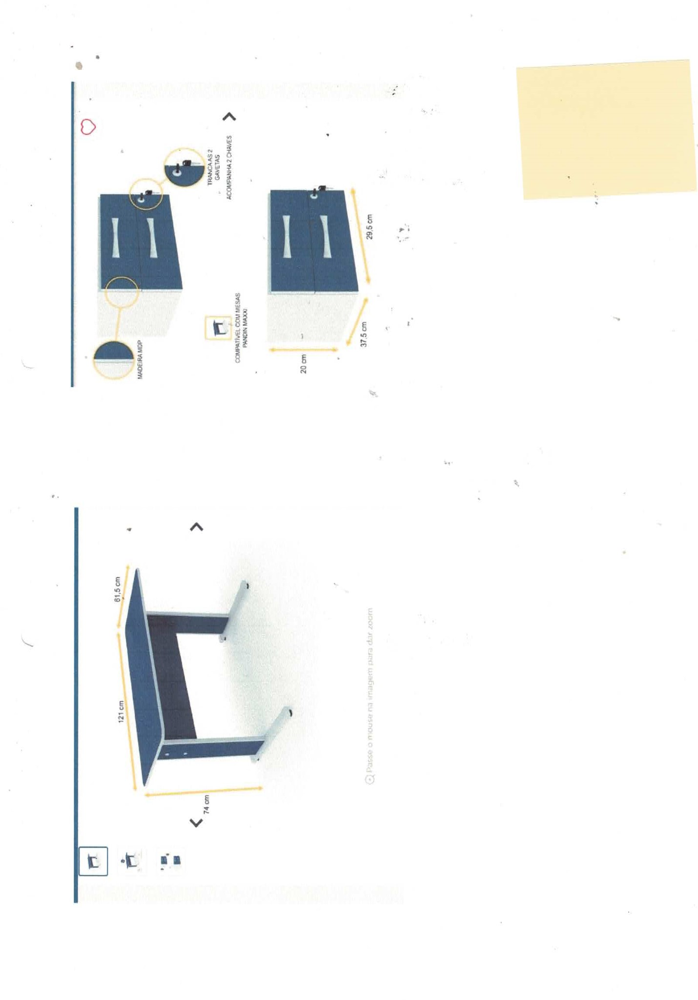 61,5 cm
121 cm
74 cm
Passe o mouse na imagem para dar zoom
MADEIRA MDP
TRANCA AS 2
GAVETAS
ACOMPANHA 2 CHAVES
COMPATÍVEL COM MESAS
PANDIN MAXXI
20 cm
37,5 cm
29,5 cm